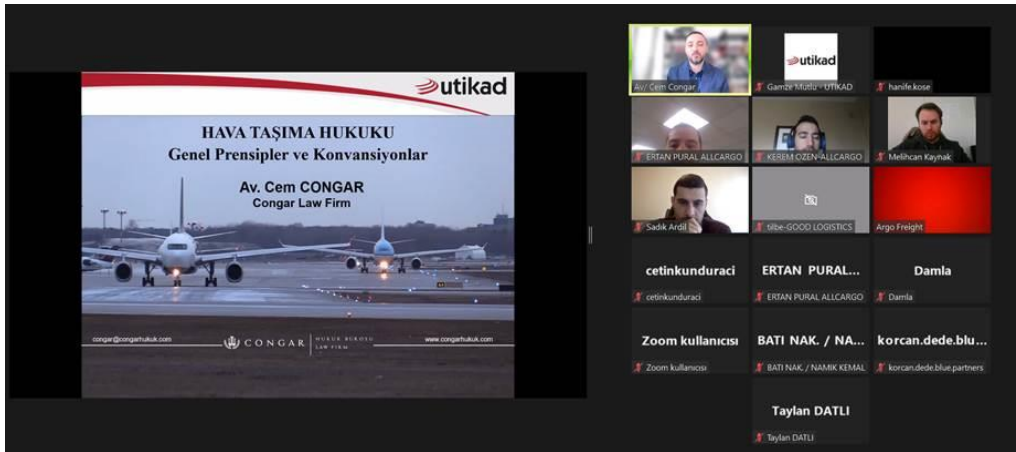 utikad
HAVA TAŞIMA HUKUKU
Genel Prensipler ve Konvansiyonlar
Av. Cem CONGAR
Congar Law Firm
congar@congarhukuk.com
CONGAR
HUKUK BÜROSU
LAW FIRM
www.congarhukuk.com
Av/ Cem Congar
utikad
Gamze Mutlu - UTİKAD
hanife.kose
ERTAN PURAL ALLCARGO
KEREM OZEN-ALLCARGO
Melihcan Kaynak
Sadık Ardil
tilbe-GOOD LOGISTICS
Argo Freight
cetinkunduraci
cetinkunduraci
ERTAN PURAL...
ERTAN PURAL ALLCARGO
Damla
Damla
Zoom kullanıcısı
Zoom kullanıcısı
BATI NAK. / NA...
BATI NAK. / NAMIK KEMAL
korcan.dede.blu...
korcan.dede.blue.partners
Taylan DATLI
Taylan DATLI